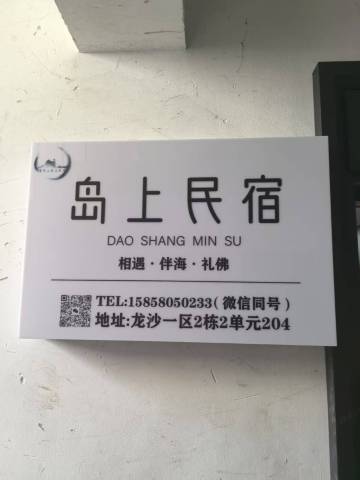 岛上民宿
DAO SHANG MIN SU
相遇·伴海·礼佛
TEL:15858050233(微信同号)
地址:龙沙一区2栋2单元204